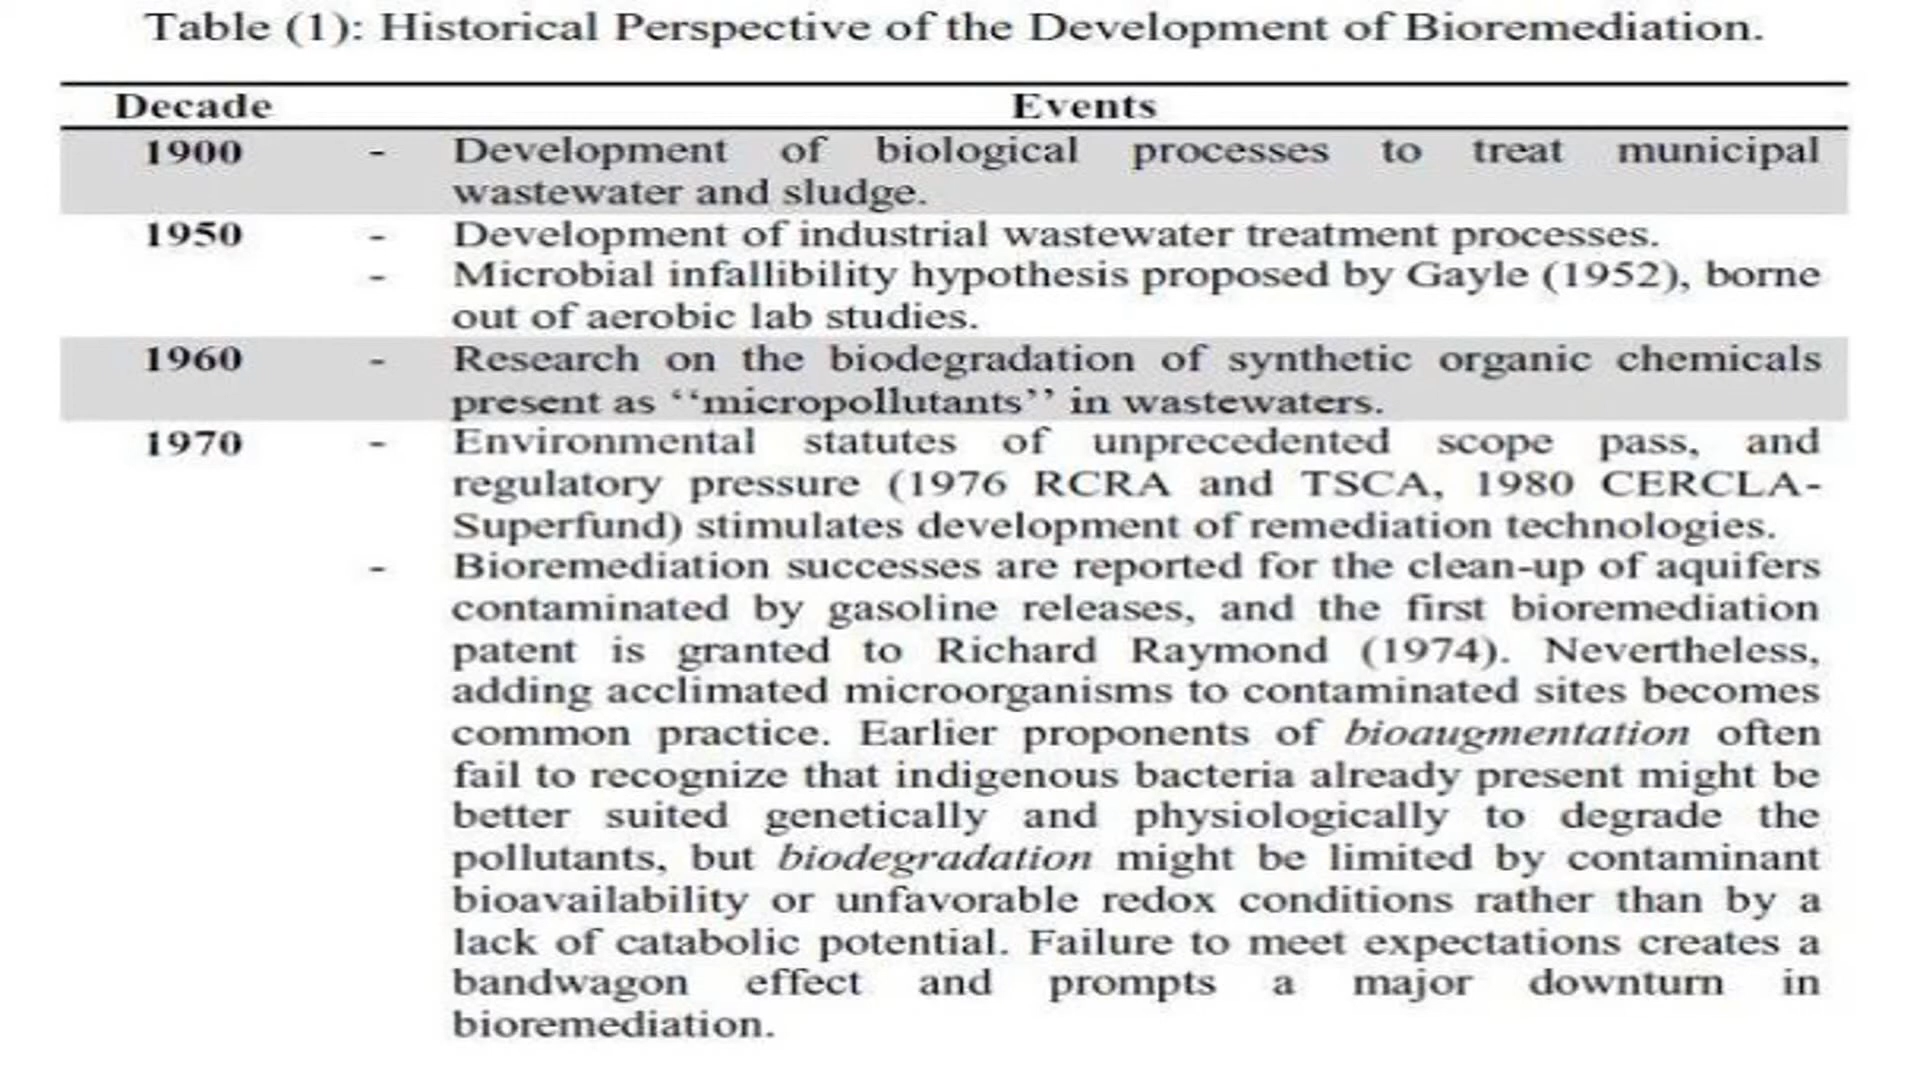 Table (1): Historical Perspective of the Development of Bioremediation.
Decade Events
1900 - Development of biological processes to treat municipal
wastewater and sludge.
1950 - Development of industrial wastewater treatment processes.
- Microbial infallibility hypothesis proposed by Gayle (1952), borne
out of aerobic lab studies.
1960 - Research on the biodegradation of synthetic organic chemicals
present as ‘‘micropollutants’’ in wastewaters.
1970 - Environmental statutes of unprecedented scope pass, and
regulatory pressure (1976 RCRA and TSCA, 1980 CERCLA-
Superfund) stimulates development of remediation technologies.
- Bioremediation successes are reported for the clean-up of aquifers
contaminated by gasoline releases, and the first bioremediation
patent is granted to Richard Raymond (1974). Nevertheless,
adding acclimated microorganisms to contaminated sites becomes
common practice. Earlier proponents of bioaugmentation often
fail to recognize that indigenous bacteria already present might be
better suited genetically and physiologically to degrade the
pollutants, but biodegradation might be limited by contaminant
bioavailability or unfavorable redox conditions rather than by a
lack of catabolic potential. Failure to meet expectations creates a
bandwagon effect and prompts a major downturn in
bioremediation.